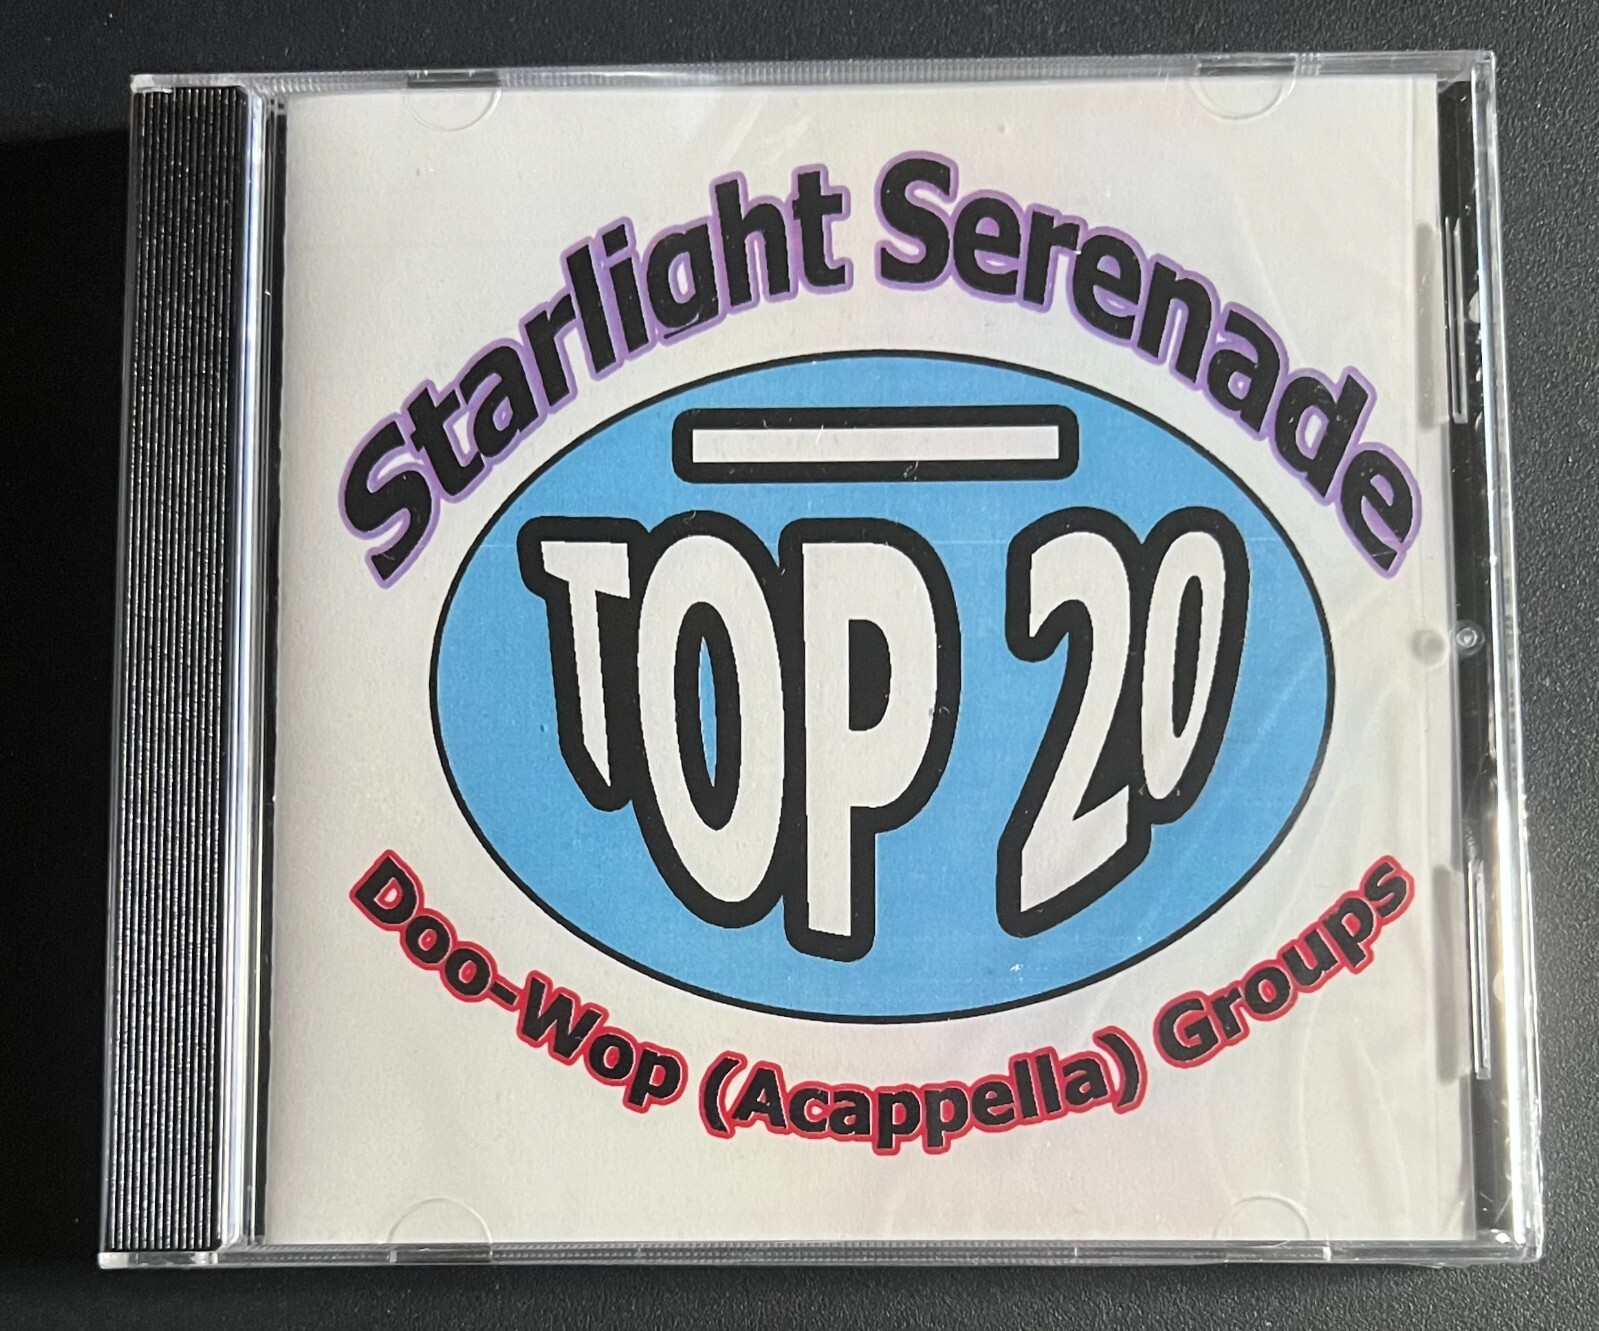 Starlight Serenade
TOP 20
Doo-Wop (Acappella) Groups